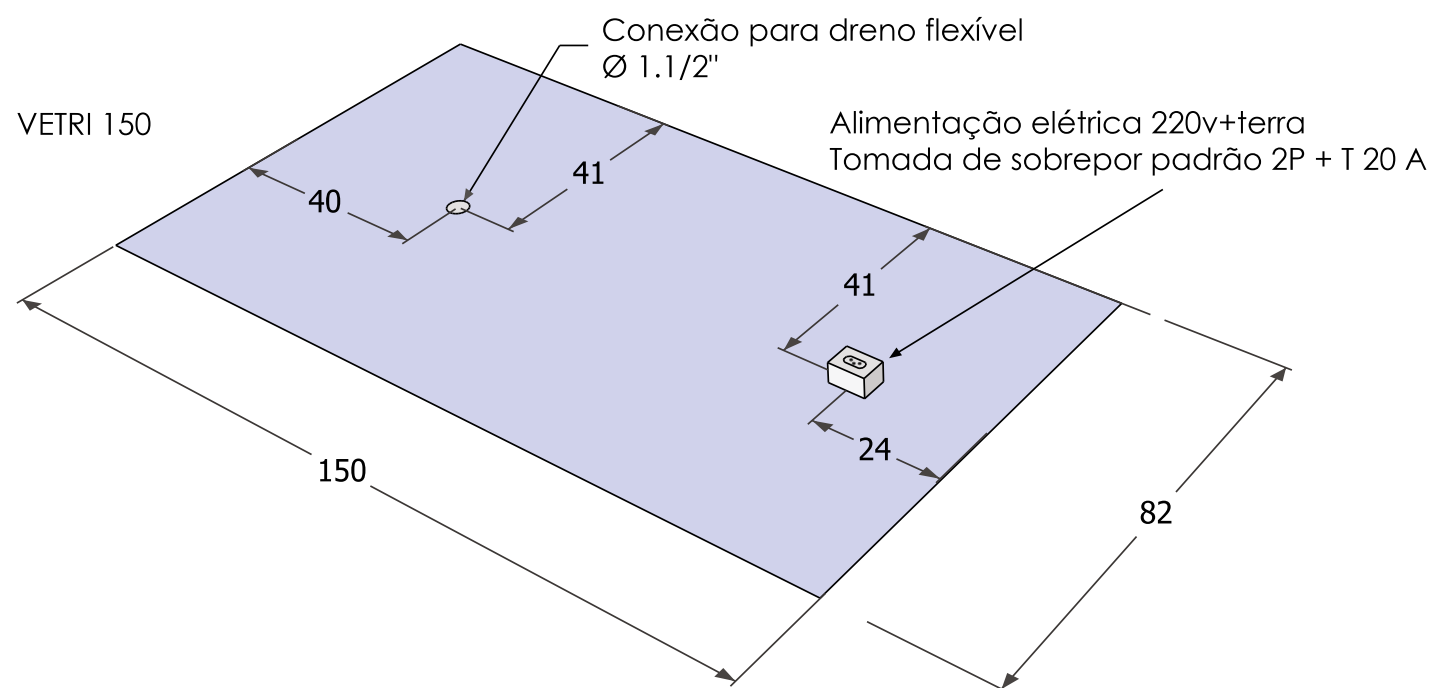 Conexão para dreno flexível
Ø 1.1/2"
VETRI 150
Alimentação elétrica 220v+terra
Tomada de sobrepor padrão 2P + T 20 A
41
40
41
24
150
82